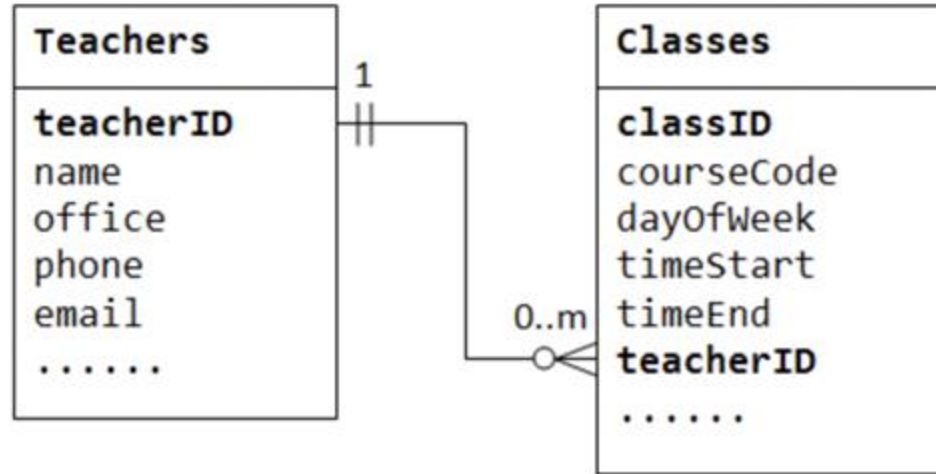 Teachers
teacherID
name
office
phone
email
......
1
0..m
Classes
classID
courseCode
dayOfWeek
timeStart
timeEnd
teacherID
......